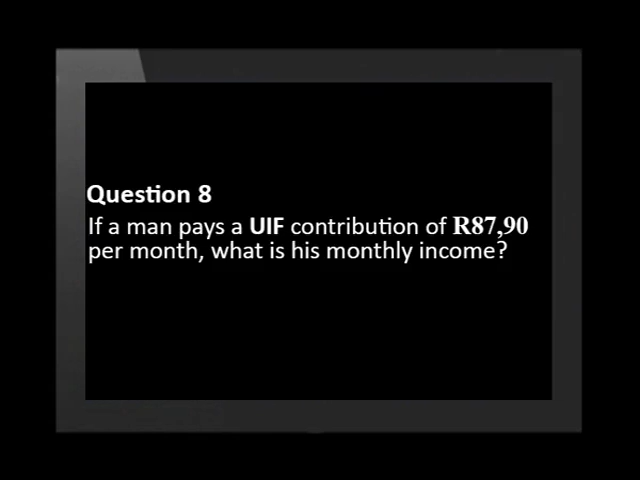 Question 8
If a man pays a UIF contribution of R87,90
per month, what is his monthly income?